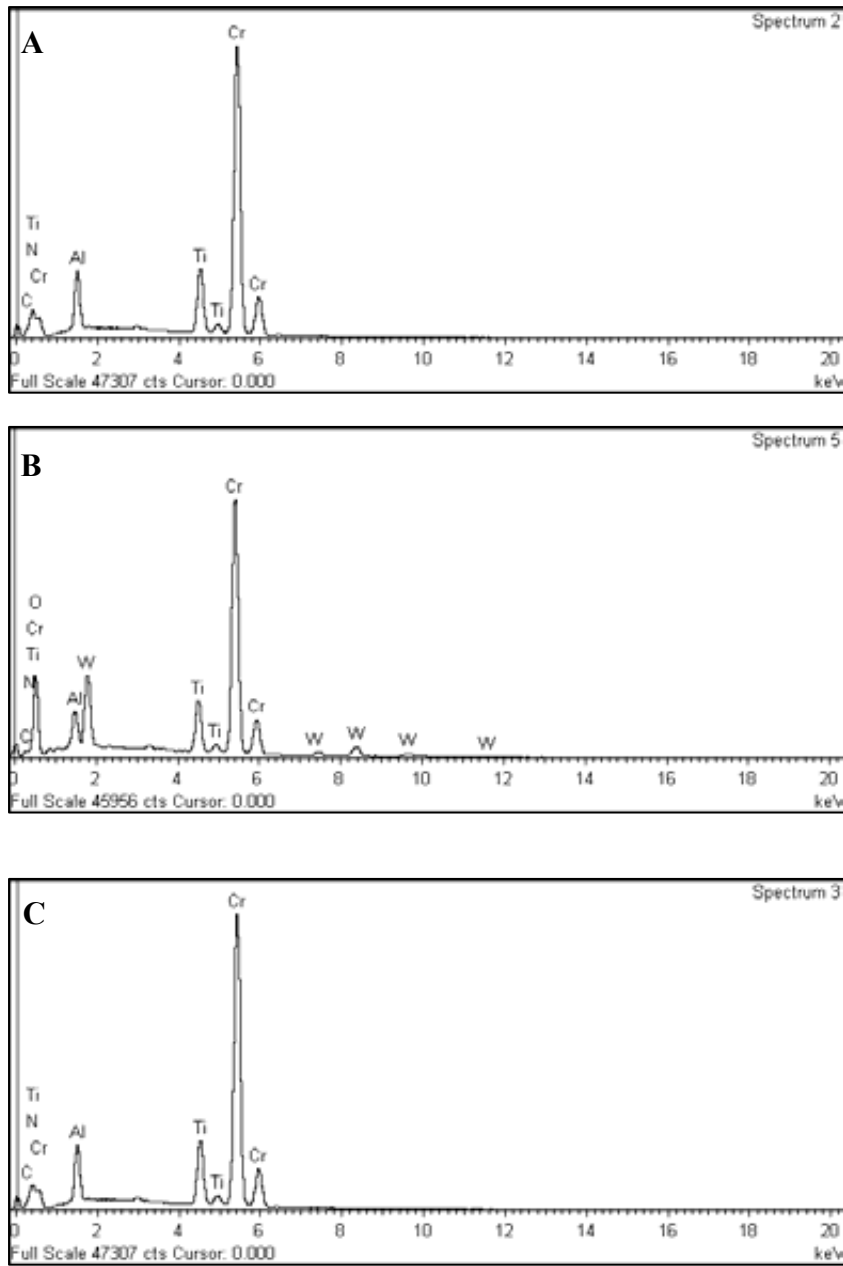 Spectrum 2
A
Cr
Ti
N
Cr
C
Al
Ti
Ti
Cr
0 2 4 6 8 10 12 14 16 18 20
Full Scale 47307 cts Cursor: 0.000 keV
Spectrum 5
B
Cr
O
Cr
Ti
W
N
Al
C
Ti
Ti
Cr
W W W W
0 2 4 6 8 10 12 14 16 18 20
Full Scale 45956 cts Cursor: 0.000 keV
Spectrum 3
C
Cr
Ti
N
Cr
C
Al
Ti
Ti
Cr
0 2 4 6 8 10 12 14 16 18 20
Full Scale 47307 cts Cursor: 0.000 keV